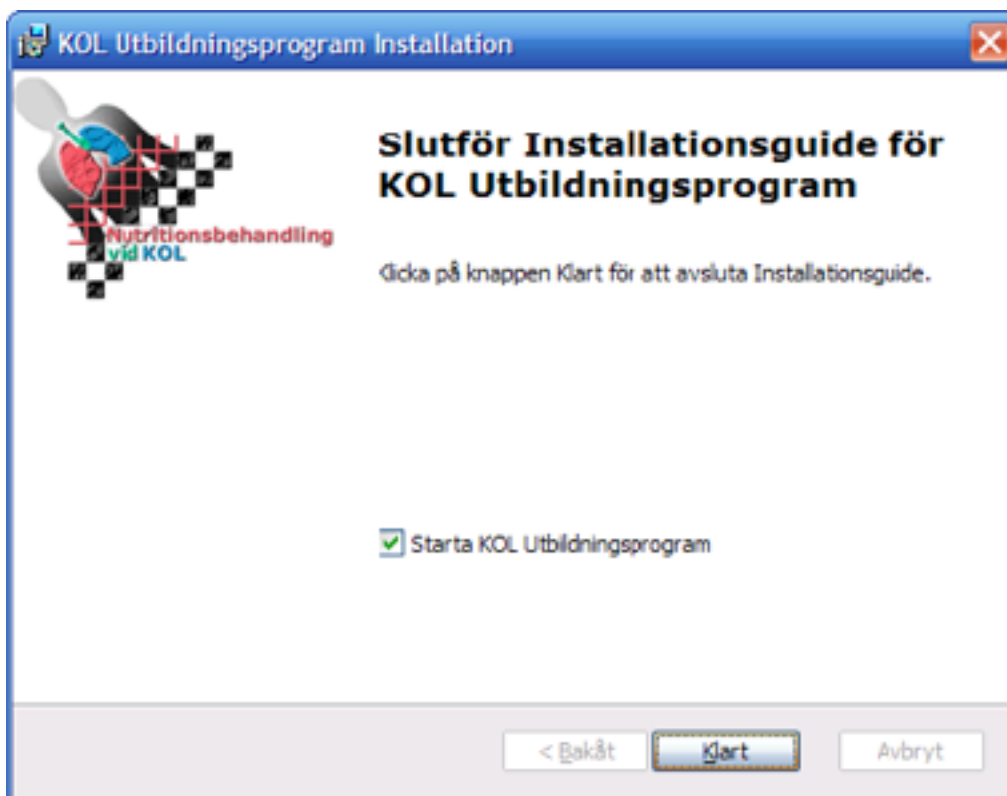 KOL Utbildningsprogram Installation
Slutför Installationsguide för
KOL Utbildningsprogram
Nutritionsbehandling
vid KOL
Klicka på knappen Klart för att avsluta Installationsguide.
Starta KOL Utbildningsprogram
< Bakåt
Klart
Avbryt